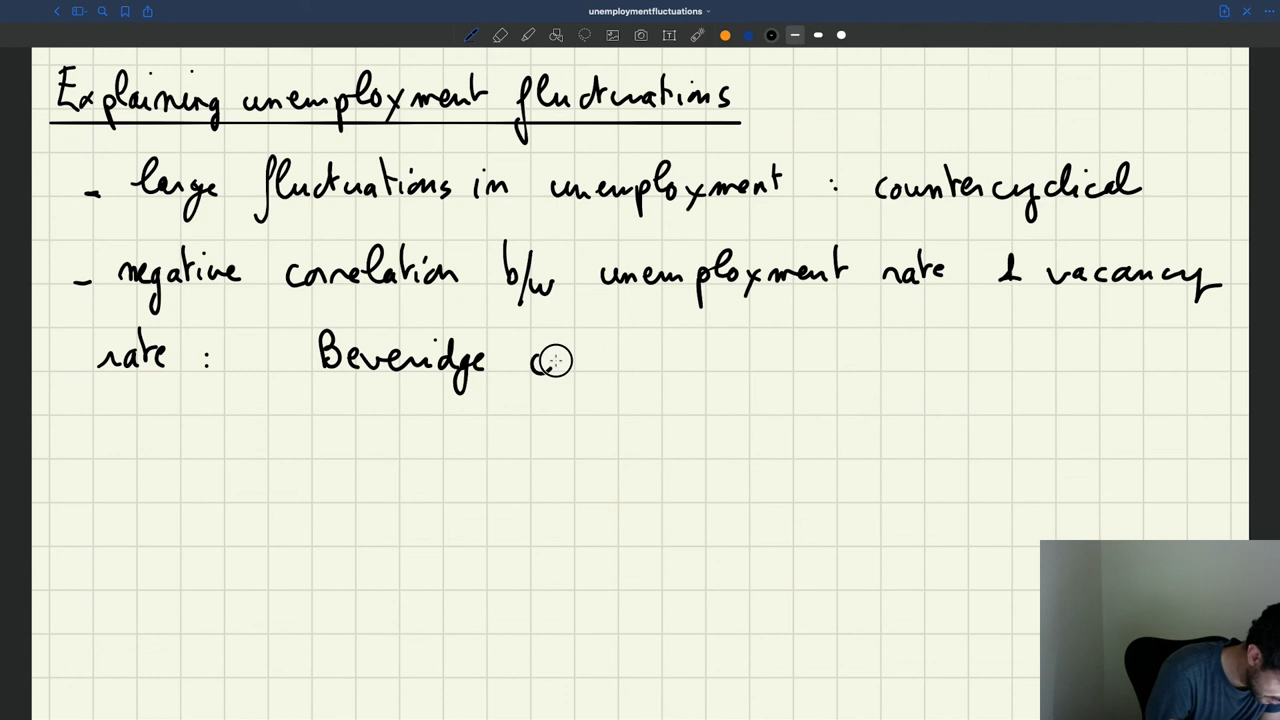 unemploymentfluctuations
Explaining unemployment fluctuations
- large fluctuations in unemployment : countercyclical
- negative correlation b/w unemployment rate & vacancy
rate : Beveridge c